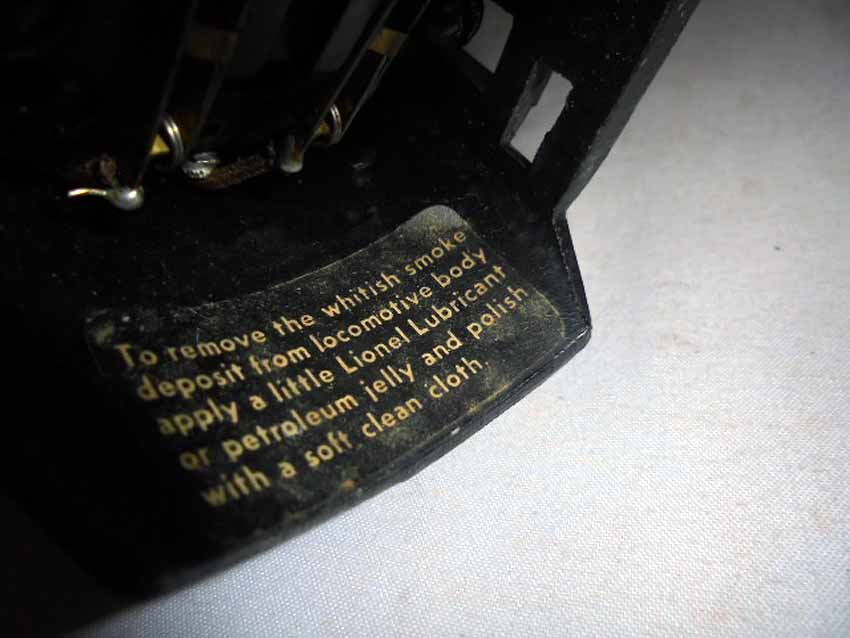 To remove the whitish smoke
deposit from locomotive body
apply a little Lionel Lubricant
or petroleum jelly and polish
with a soft clean cloth.